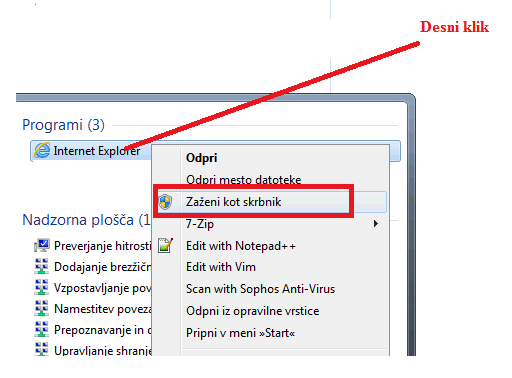 Desni klik
Programi (3)
Internet Explorer
Odpri
Odpri mesto datoteke
Zaženi kot skrbnik
7-Zip
Edit with Notepad++
Edit with Vim
Scan with Sophos Anti-Virus
Odpni iz opravilne vrstice
Pripni v meni »Start«
Nadzorna plošča (1
Preverjanje hitrosti
Dodajanje brezžičn
Vzpostavljanje pov
Namestitev poveza
Prepoznavanje in o
Upravljanje shranje